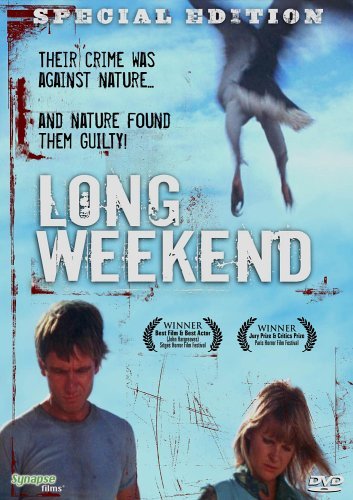 SPECIAL EDITION
THEIR CRIME WAS
AGAINST NATURE...
AND NATURE FOUND
THEM GUILTY!
LONG
WEEKEND
WINNER
Best Film & Best Actor
(John Hargreaves)
Sitges Horror Film Festival
WINNER
Jury Prize & Critics Prize
Paris Horror Film Festival
Synapse
films
DVD